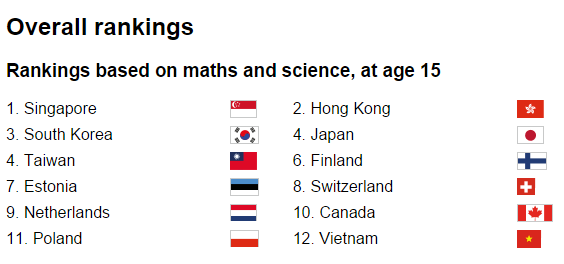 Overall rankings
Rankings based on maths and science, at age 15
1. Singapore
2. Hong Kong
3. South Korea
4. Japan
4. Taiwan
6. Finland
7. Estonia
8. Switzerland
9. Netherlands
10. Canada
11. Poland
12. Vietnam